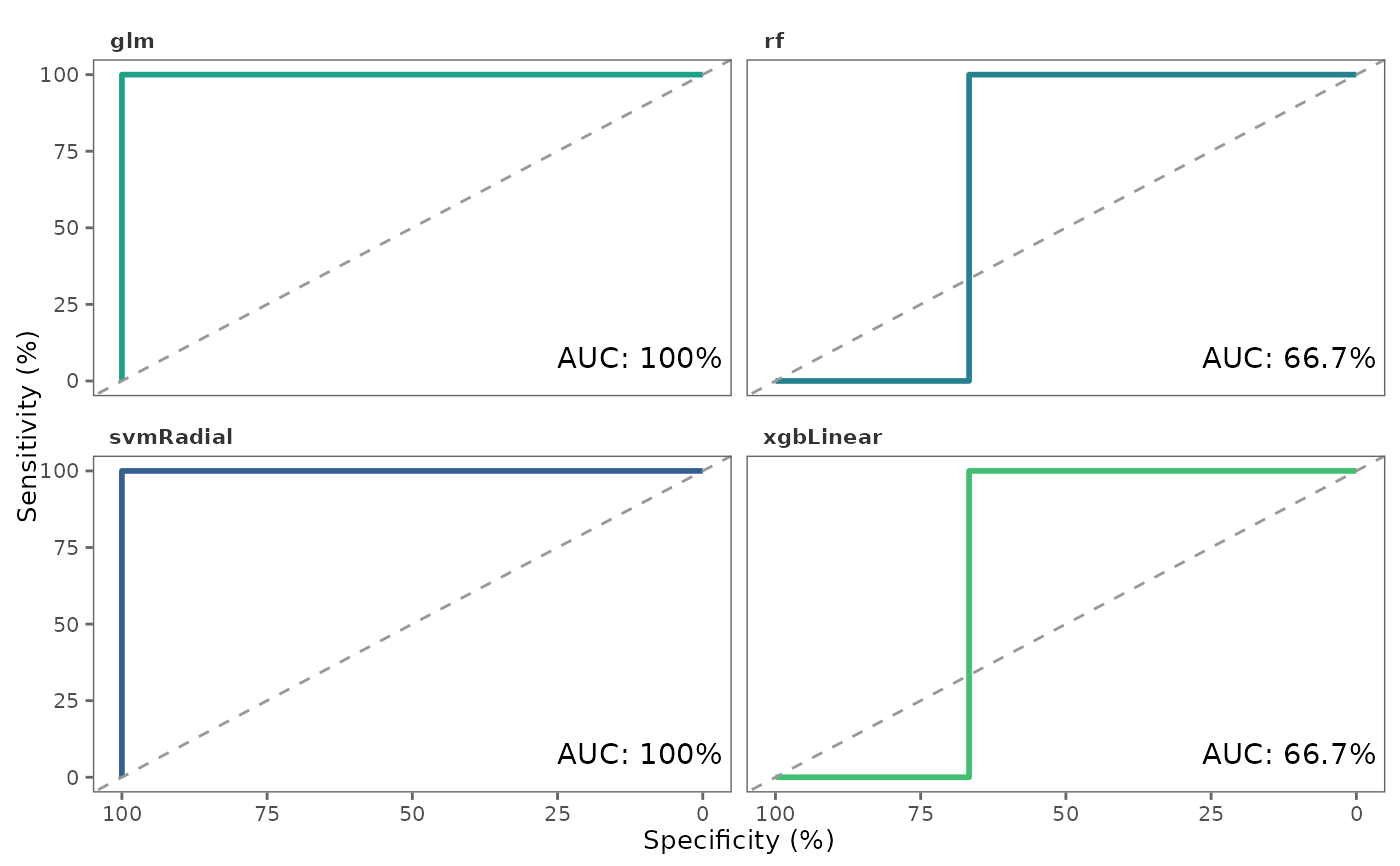 glm
rf
100
75
50
25
0
AUC: 100%
AUC: 66.7%
svmRadial
xgbLinear
Sensitivity (%)
100
75
50
25
0
AUC: 100%
AUC: 66.7%
100 75 50 25 0
100 75 50 25 0
Specificity (%)